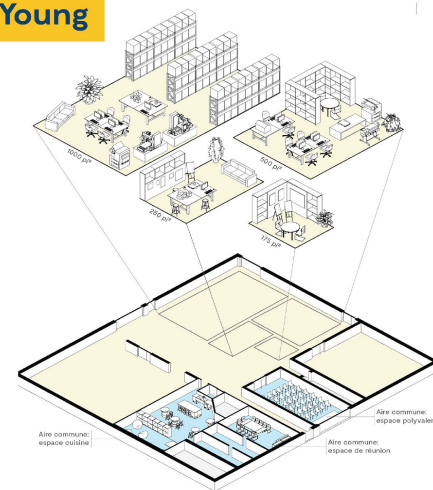 Young
1000 pi²
500 pi²
250 pi²
175 pi²
Aire commune:
espace polyvaler
Aire commune:
espace cuisine
Aire commune:
espace de réunion